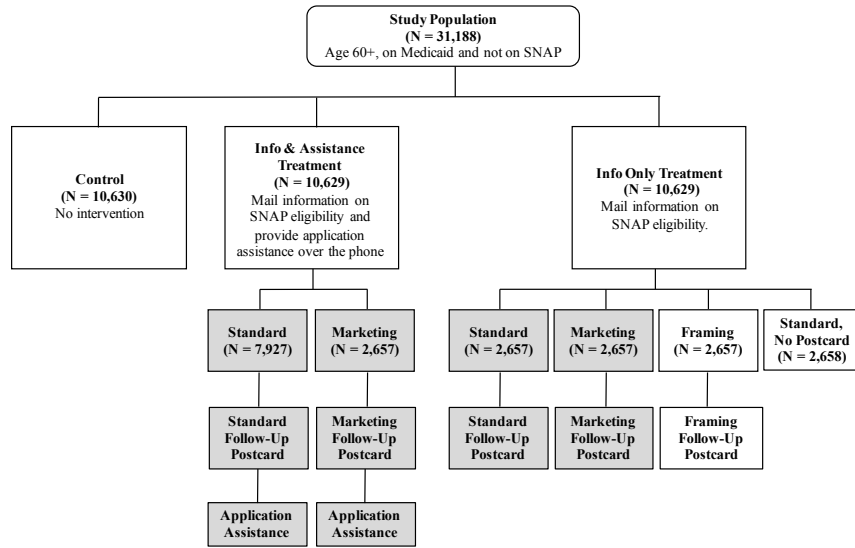 Study Population
(N = 31,188)
Age 60+, on Medicaid and not on SNAP
Control
(N = 10,630)
No intervention
Info & Assistance
Treatment
(N = 10,629)
Mail information on
SNAP eligibility and
provide application
assistance over the phone
Info Only Treatment
(N = 10,629)
Mail information on
SNAP eligibility.
Standard
(N = 7,927)
Marketing
(N = 2,657)
Standard
(N = 2,657)
Marketing
(N = 2,657)
Framing
(N = 2,657)
Standard,
No Postcard
(N = 2,658)
Standard
Follow-Up
Postcard
Marketing
Follow-Up
Postcard
Standard
Follow-Up
Postcard
Marketing
Follow-Up
Postcard
Framing
Follow-Up
Postcard
Application
Assistance
Application
Assistance